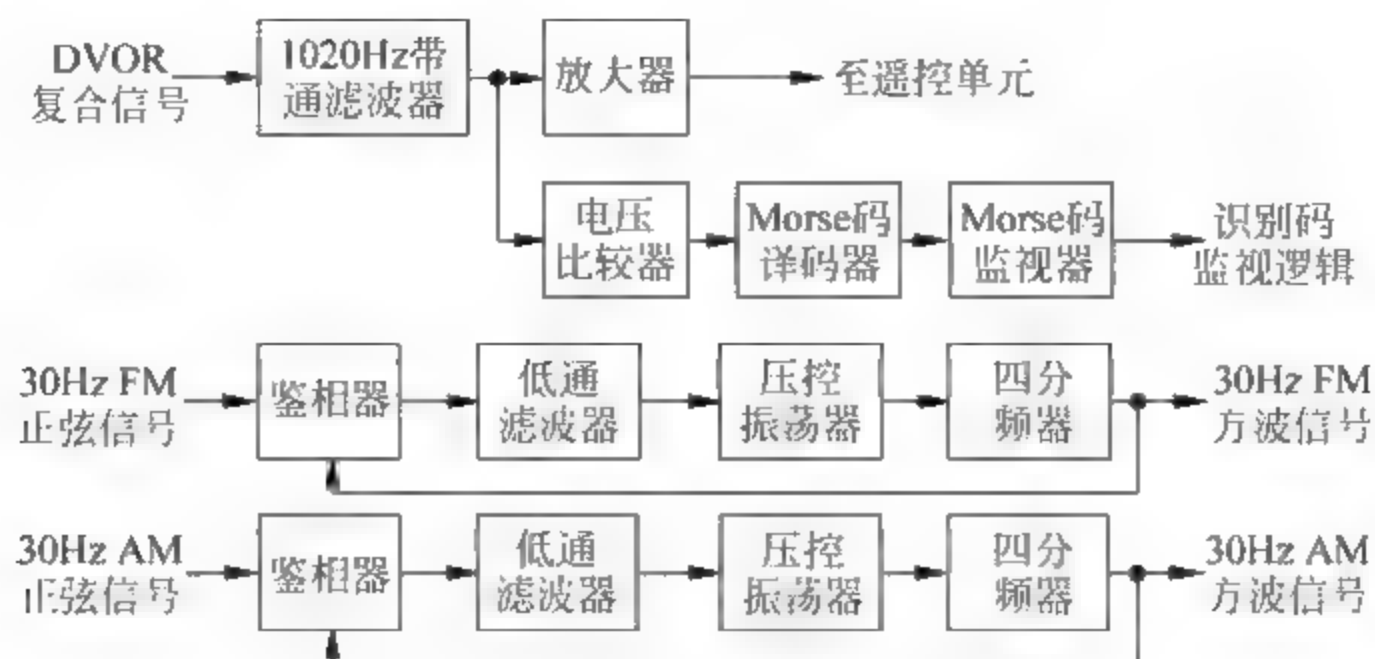 DVOR
复合信号
1020Hz带
通滤波器
放大器
至遥控单元
电压
比较器
Morse码
译码器
Morse码
监视器
识别码
监视逻辑
30Hz FM
正弦信号
鉴相器
低通
滤波器
压控
振荡器
四分
频器
30Hz FM
方波信号
30Hz AM
正弦信号
鉴相器
低通
滤波器
压控
振荡器
四分
频器
30Hz AM
方波信号